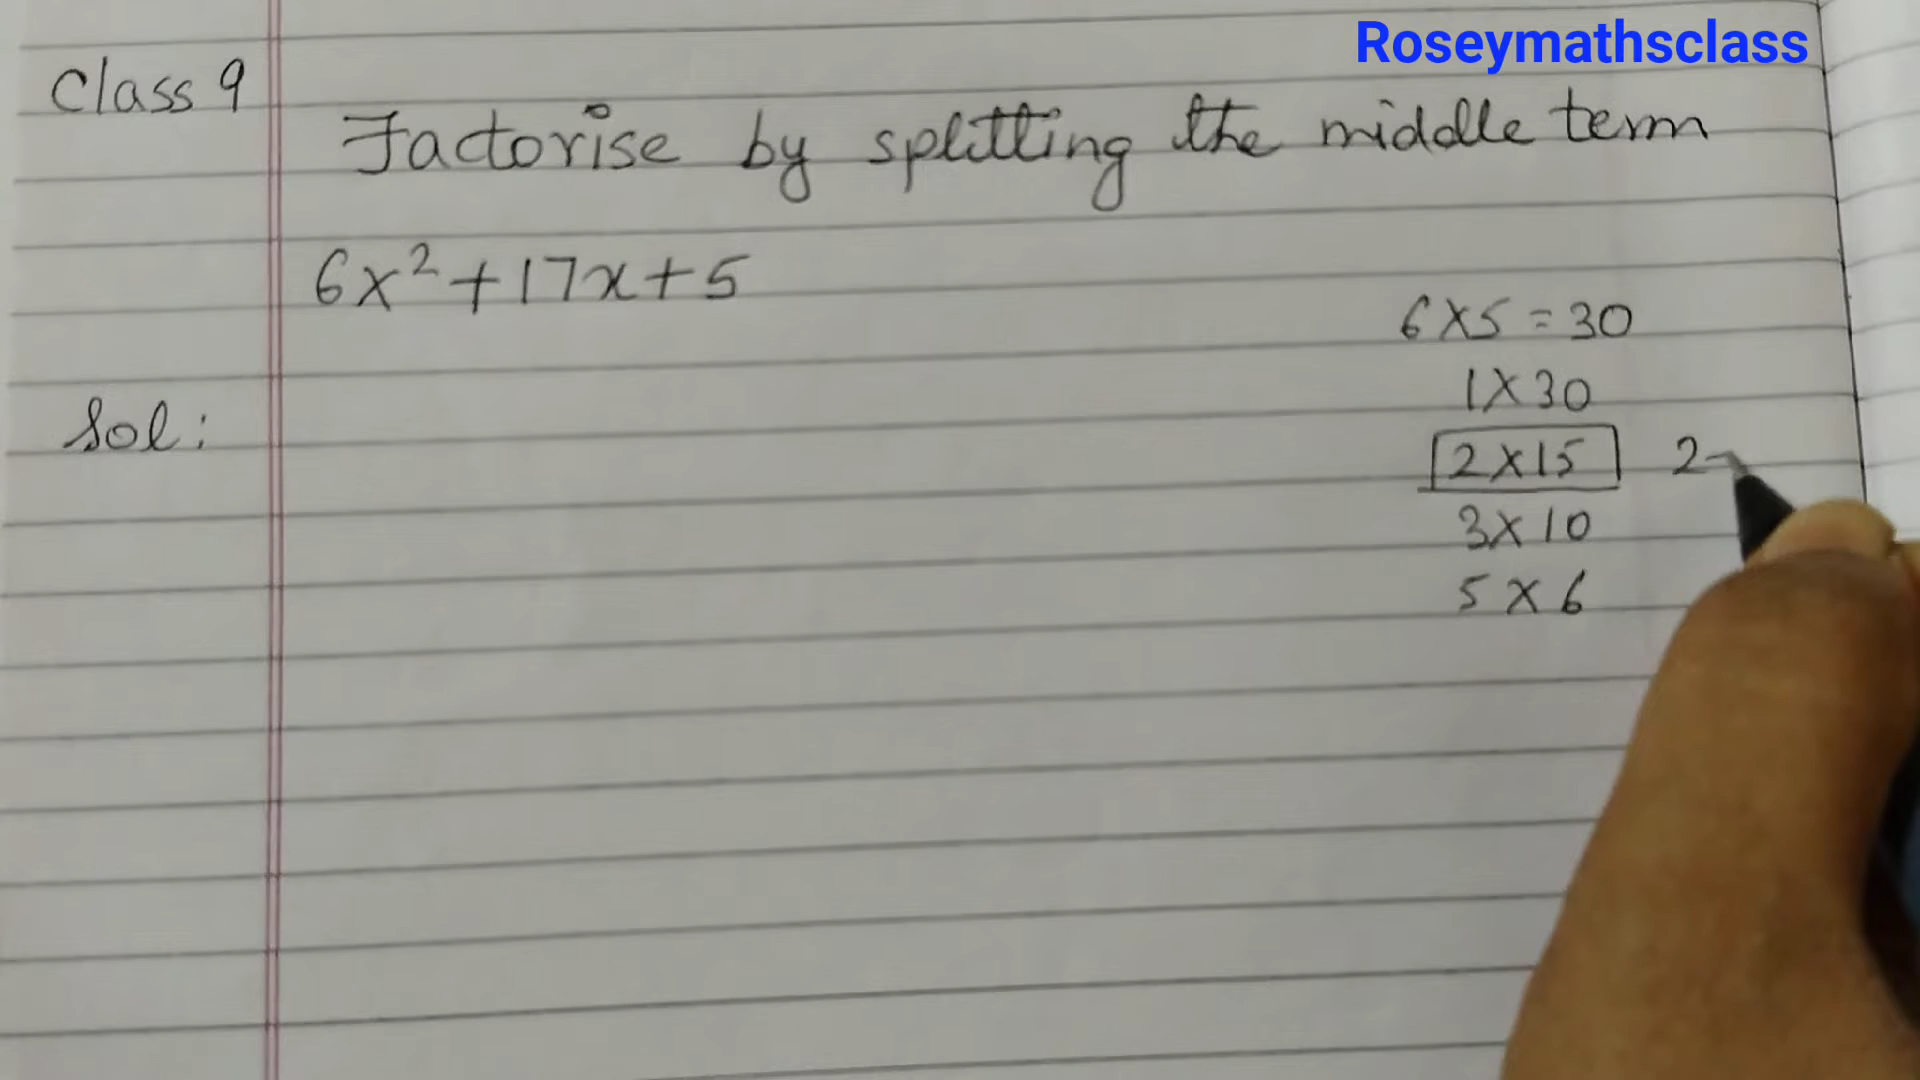 Roseymathsclass
Class 9
Factorise by splitting the middle term
6x² + 17x + 5
6 X 5 = 30
1 X 30
Sol:
2 X 15 2
3 X 10
5 X 6